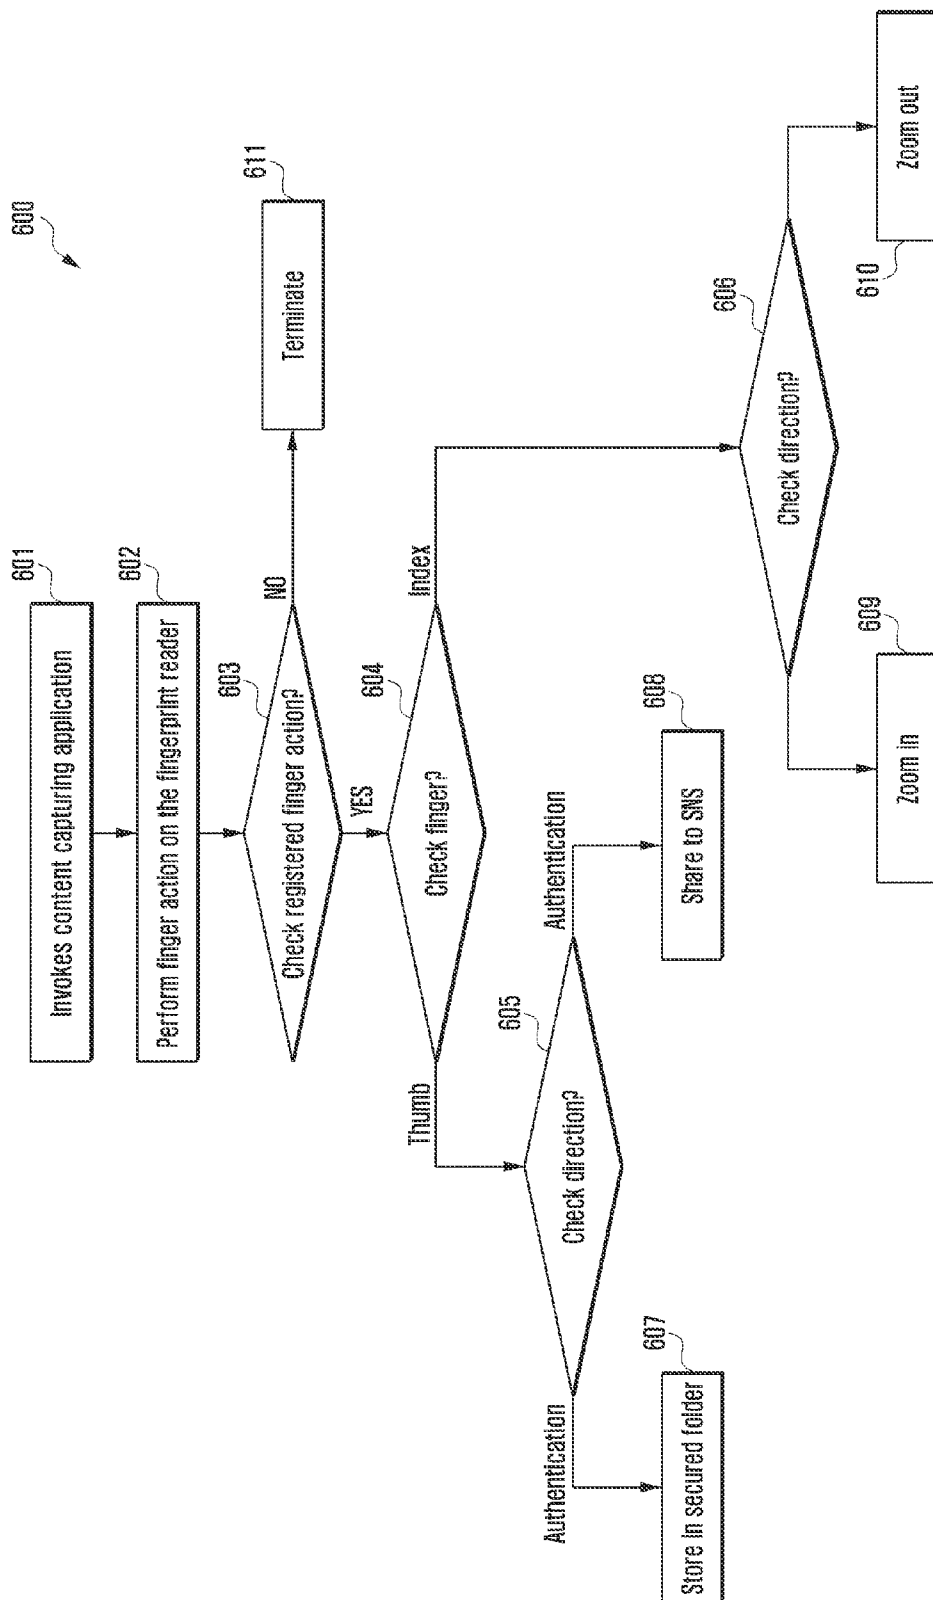 600
601
Invokes content capturing application
602
Perform finger action on the fingerprint reader
603
Check registered finger action?
NO
611
Terminate
YES
604
Check finger?
Thumb
Index
605
Check direction?
Authentication
Authentication
607
Store in secured folder
608
Share to SNS
606
Check direction?
609
Zoom in
610
Zoom out